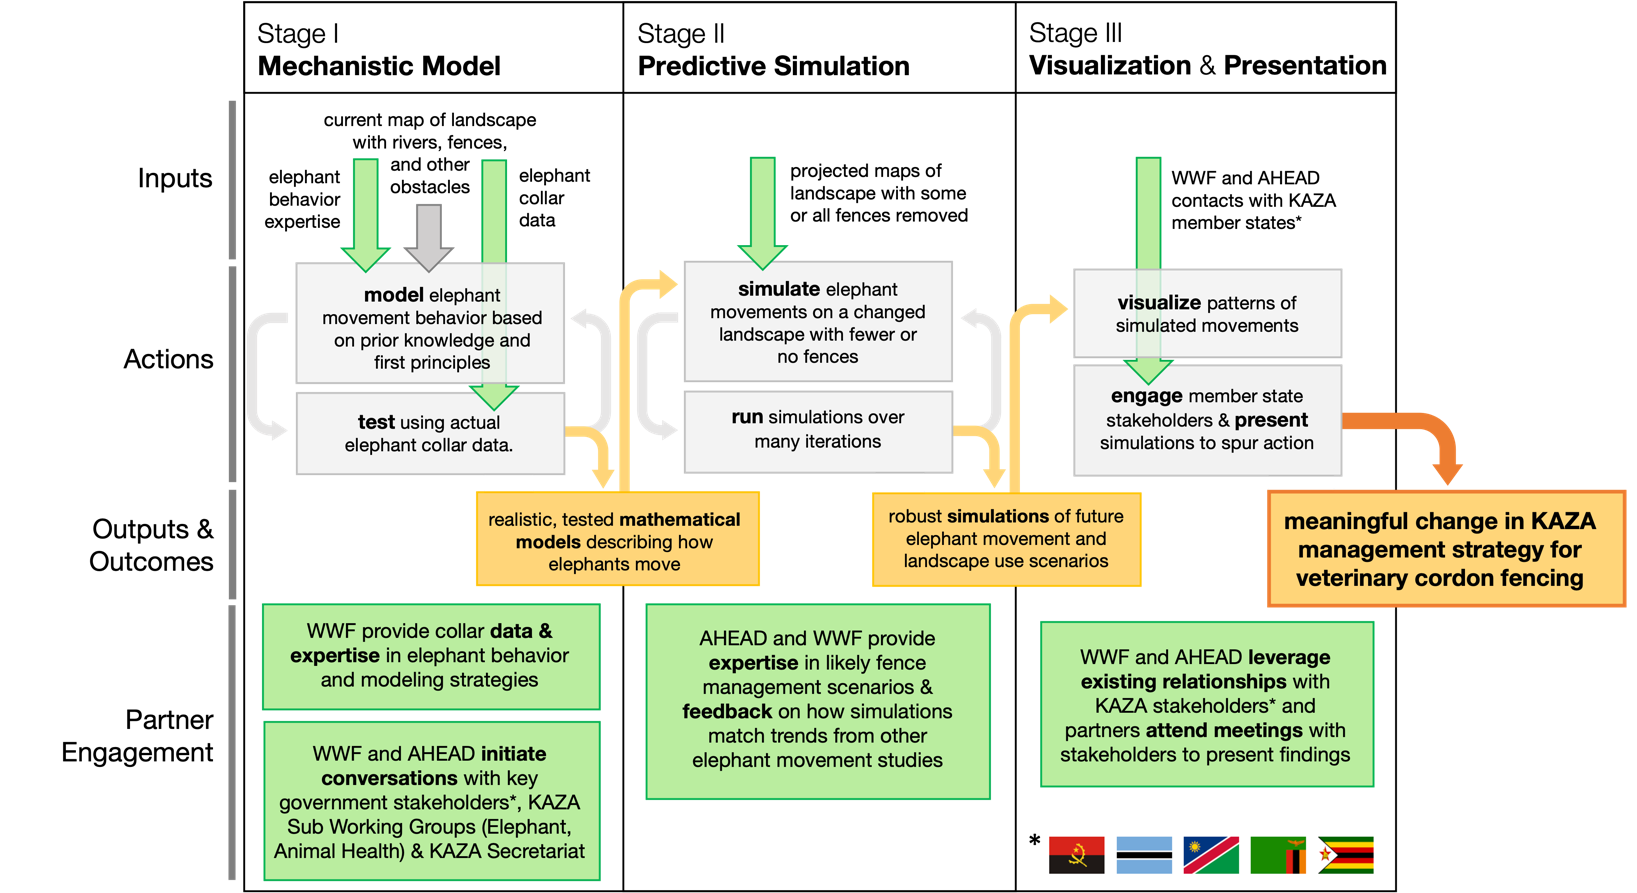 Stage I
Mechanistic Model
Stage II
Predictive Simulation
Stage III
Visualization & Presentation
Inputs
current map of landscape
with rivers, fences,
and other
obstacles
elephant
behavior
expertise
elephant
collar
data
projected maps of
landscape with some
or all fences removed
WWF and AHEAD
contacts with KAZA
member states*
Actions
model elephant
movement behavior based
on prior knowledge and
first principles
test using actual
elephant collar data.
simulate elephant
movements on a changed
landscape with fewer or
no fences
run simulations over
many iterations
visualize patterns of
simulated movements
engage member state
stakeholders & present
simulations to spur action
Outputs &
Outcomes
realistic, tested mathematical
models describing how
elephants move
robust simulations of future
elephant movement and
landscape use scenarios
meaningful change in KAZA
management strategy for
veterinary cordon fencing
Partner
Engagement
WWF provide collar data &
expertise in elephant behavior
and modeling strategies
WWF and AHEAD initiate
conversations with key
government stakeholders*, KAZA
Sub Working Groups (Elephant,
Animal Health) & KAZA Secretariat
AHEAD and WWF provide
expertise in likely fence
management scenarios &
feedback on how simulations
match trends from other
elephant movement studies
WWF and AHEAD leverage
existing relationships with
KAZA stakeholders* and
partners attend meetings with
stakeholders to present findings
*